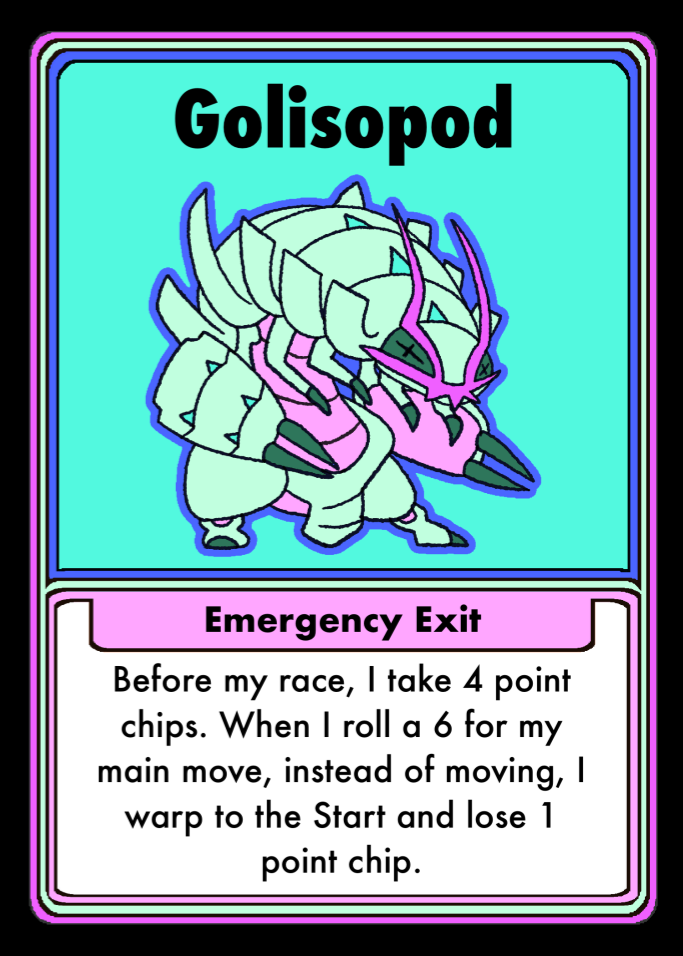 Golisopod
Emergency Exit
Before my race, I take 4 point
chips. When I roll a 6 for my
main move, instead of moving, I
warp to the Start and lose 1
point chip.